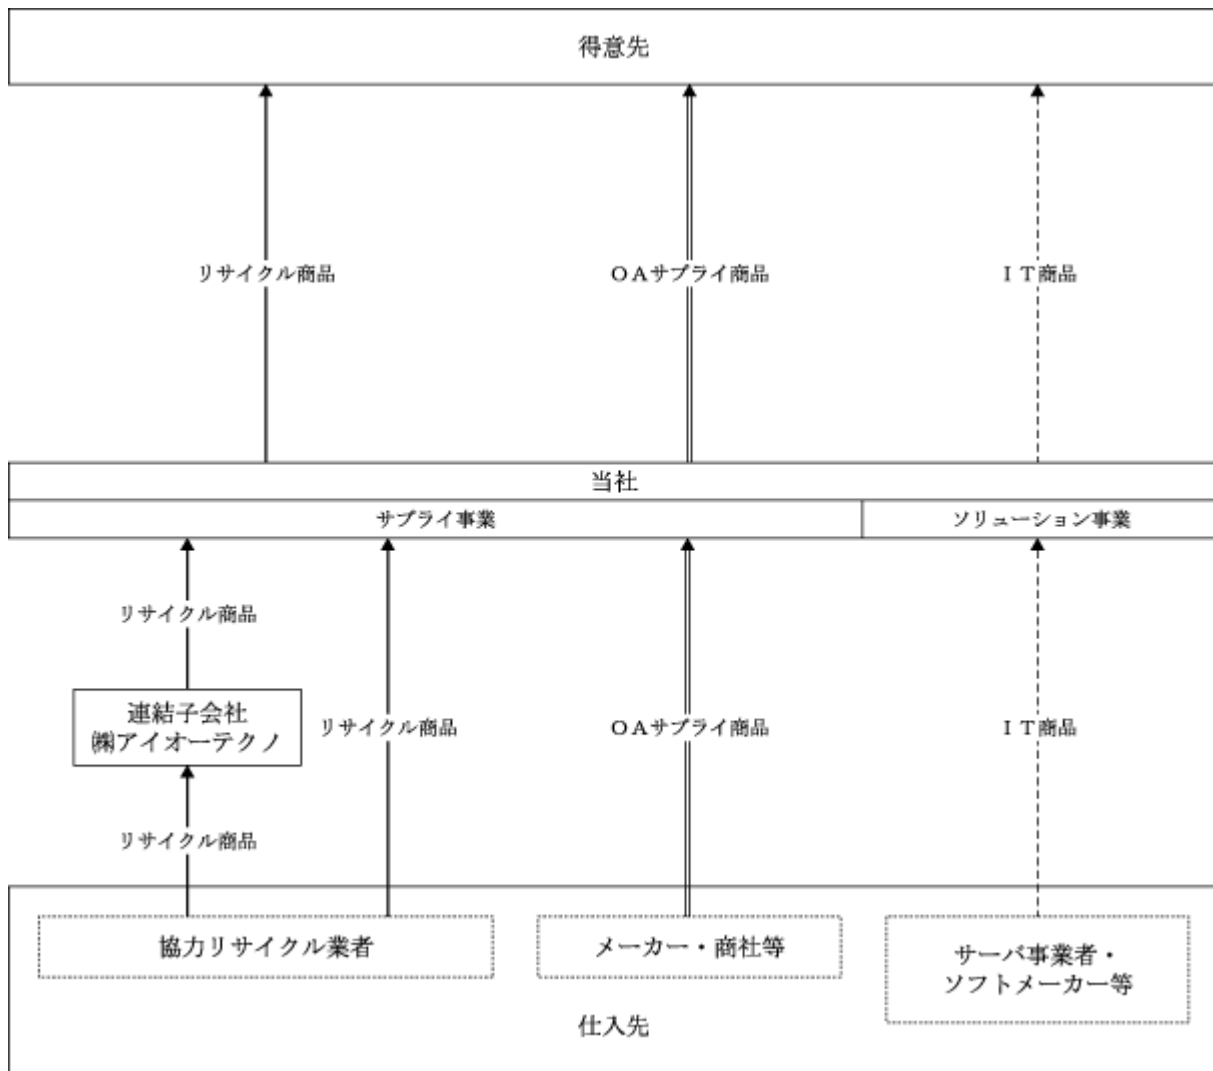 得意先
リサイクル商品
ＯＡサプライ商品
ＩＴ商品
当社
サプライ事業
ソリューション事業
リサイクル商品
連結子会社
㈱アイオーテクノ
リサイクル商品
ＯＡサプライ商品
ＩＴ商品
リサイクル商品
協力リサイクル業者
メーカー・商社等
サーバ事業者・
ソフトメーカー等
仕入先